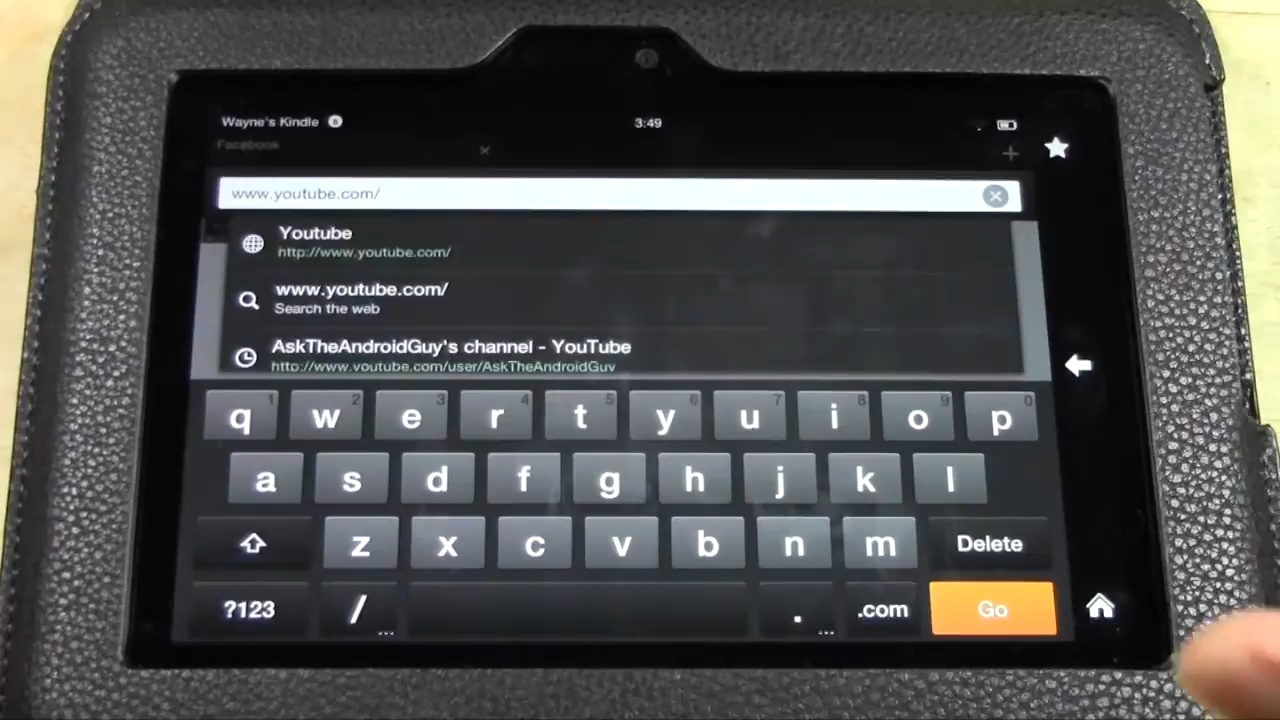 Wayne's Kindle 8 3:49
Facebook
www.youtube.com/
Youtube
http://www.youtube.com/
www.youtube.com/
Search the web
AskTheAndroidGuy's channel - YouTube
http://www.youtube.com/user/AskTheAndroidGuy
q 1 w 2 e 3 r 4 t 5 y 6 u 7 i 8 o 9 p 0
a s d f g h j k l
z x c v b n m Delete
?123 / ... . ... .com Go